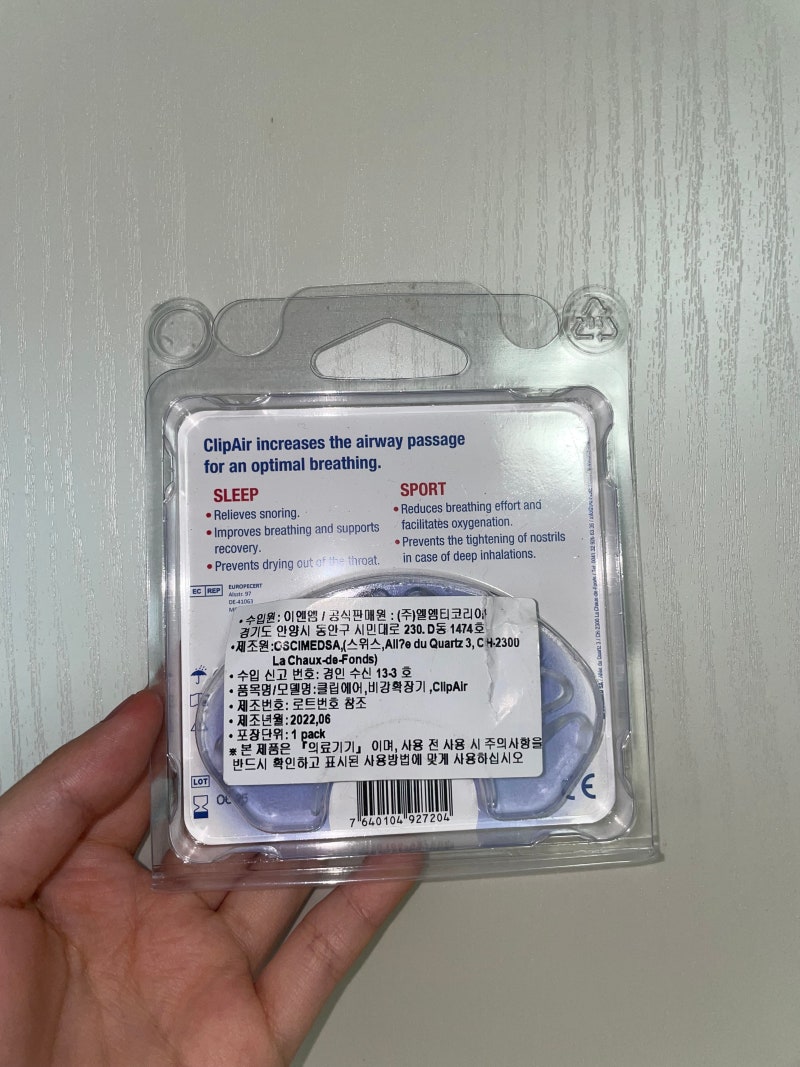 ClipAir increases the airway passage
for an optimal breathing.
SLEEP
• Relieves snoring.
• Improves breathing and supports
recovery.
• Prevents drying out of the throat.
SPORT
• Reduces breathing effort and
facilitates oxygenation.
• Prevents the tightening of nostrils
in case of deep inhalations.
EC REP
EUROPECERT
DE-41063
• 수입원 : 이엔엠 / 공식판매원 : (주)엘엠티코리아
경기도 안양시 동안구 시민대로 230. D동 1474호
• 제조원:OSCIMEDSA,(스위스,All?e du Quartz 3, CH-2300
La Chaux-de-Fonds)
• 수입 신고 번호: 경인 수신 13-3 호
• 품목명/모델명:클립에어,비강확장기 ,ClipAir
• 제조번호: 로트번호 참조
• 제조년월: 2022,06
• 포장단위: 1 pack
※ 본 제품은 『의료기기』 이며, 사용 전 사용 시 주의사항을
반드시 확인하고 표시된 사용방법에 맞게 사용하십시오
LOT
CE
7 640104 927204